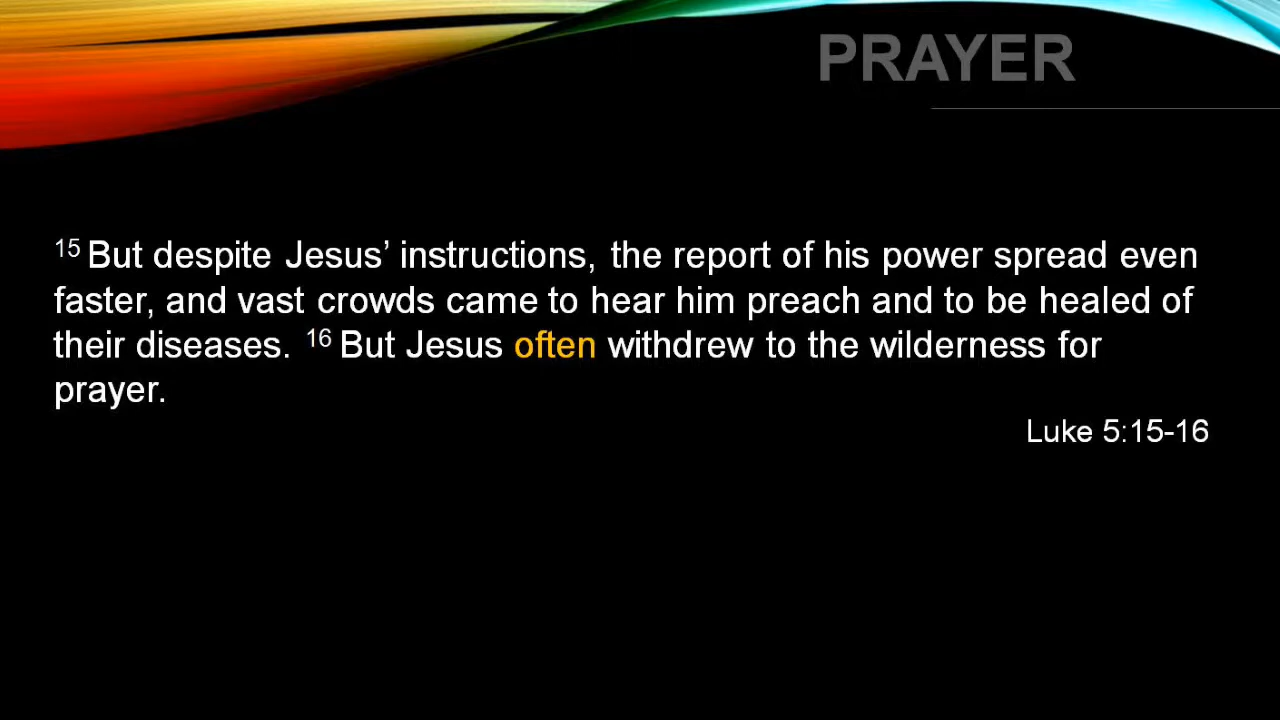 PRAYER
15 But despite Jesus’ instructions, the report of his power spread even
faster, and vast crowds came to hear him preach and to be healed of
their diseases. 16 But Jesus often withdrew to the wilderness for
prayer.
Luke 5:15-16